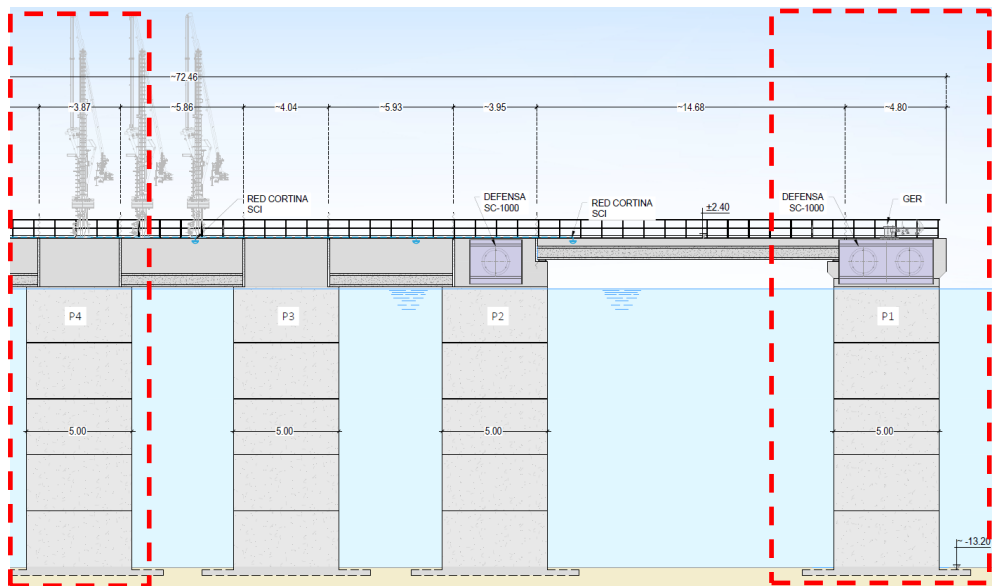 ~72.46
~3.87
~5.86
~4.04
~5.93
~3.95
~14.68
~4.80
RED CORTINA
SCI
DEFENSA
SC-1000
RED CORTINA
SCI
±2.40
DEFENSA
SC-1000
GER
P4
P3
P2
P1
5.00
5.00
5.00
5.00
-13.20